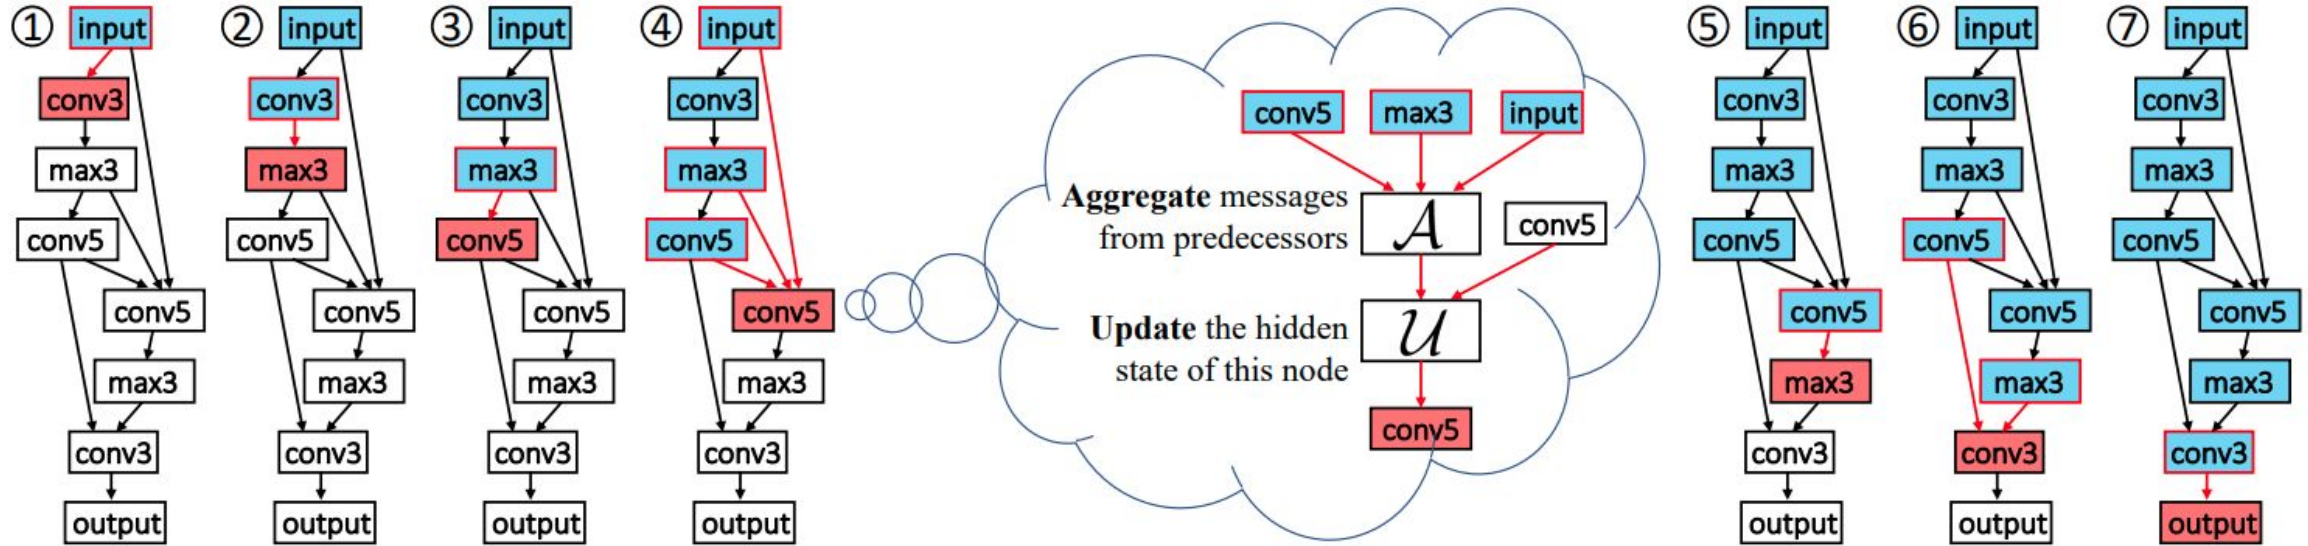 ① input
conv3
max3
conv5
conv5
max3
conv3
output
② input
conv3
max3
conv5
conv5
max3
conv3
output
③ input
conv3
max3
conv5
conv5
max3
conv3
output
④ input
conv3
max3
conv5
conv5
max3
conv3
output
conv5 max3 input
Aggregate messages
from predecessors
𝒜
conv5
Update the hidden
state of this node
𝒰
conv5
⑤ input
conv3
max3
conv5
conv5
max3
conv3
output
⑥ input
conv3
max3
conv5
conv5
max3
conv3
output
⑦ input
conv3
max3
conv5
conv5
max3
conv3
output